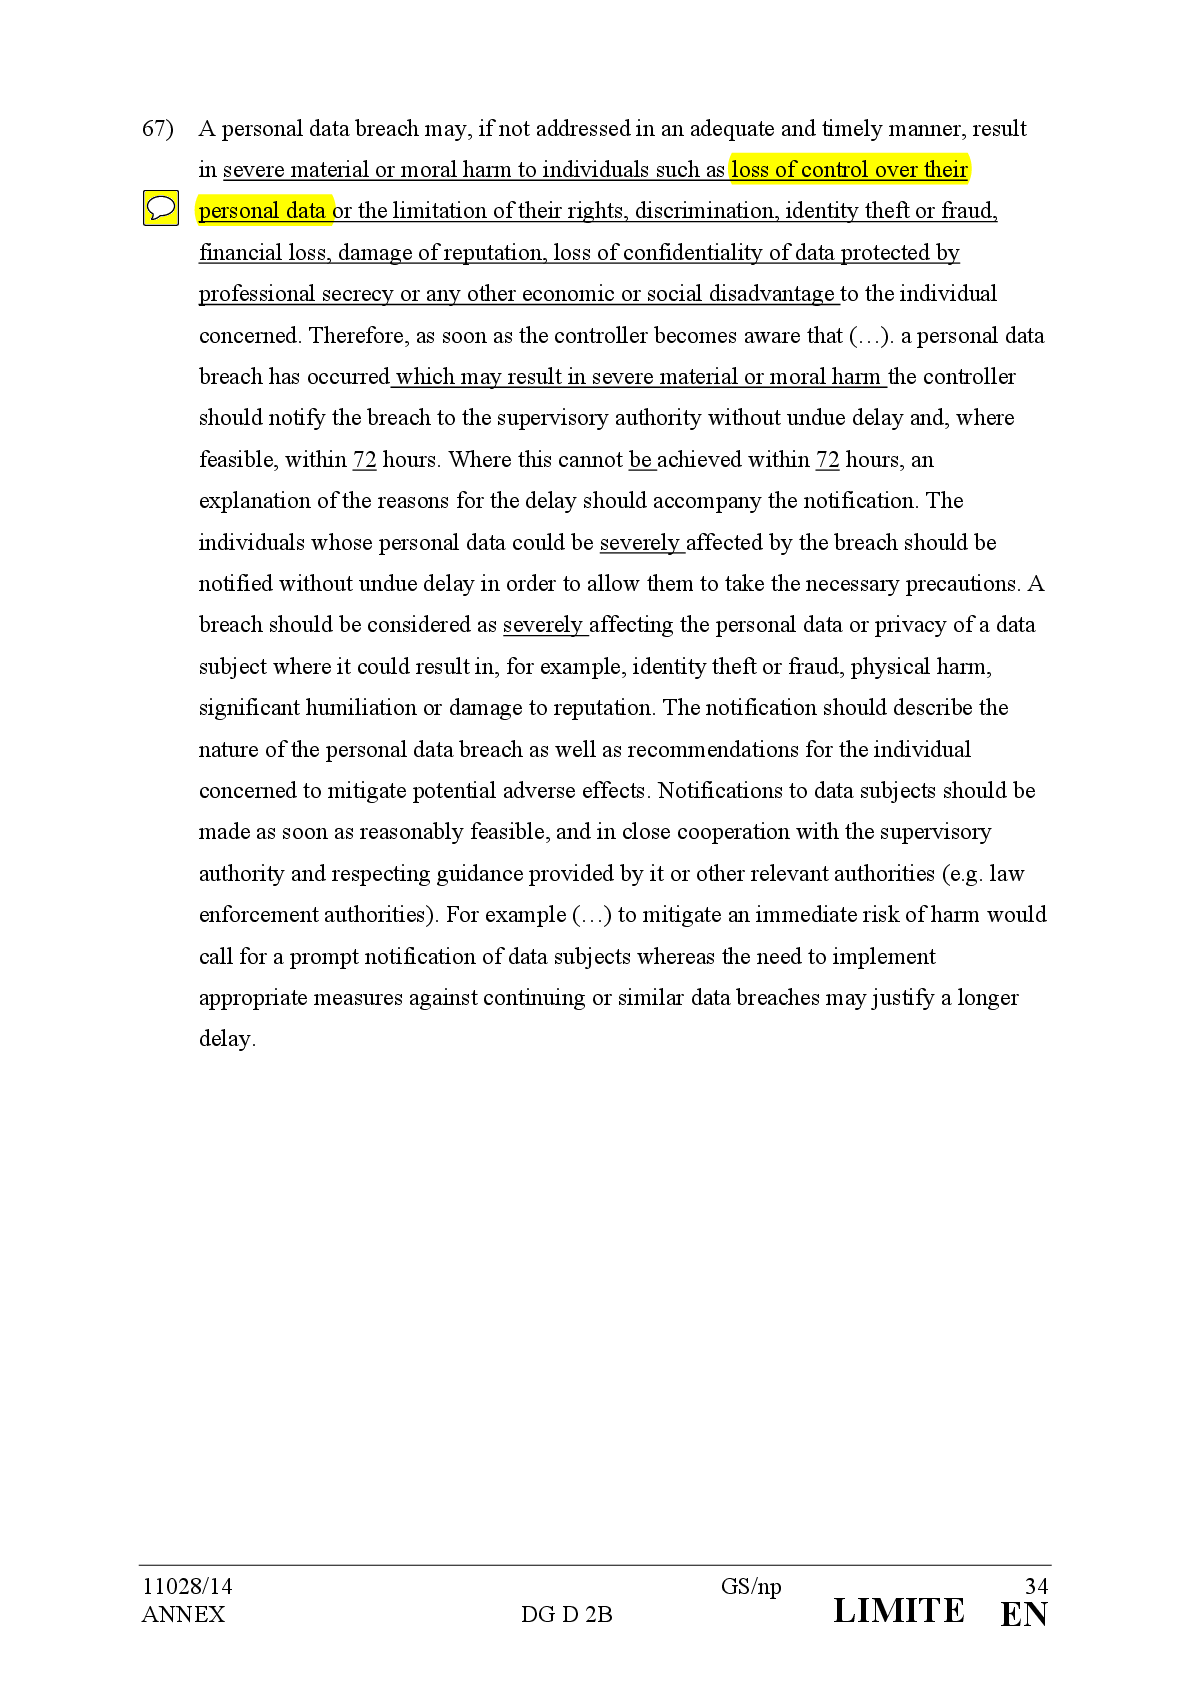 67) A personal data breach may, if not addressed in an adequate and timely manner, result
in severe material or moral harm to individuals such as loss of control over their
personal data or the limitation of their rights, discrimination, identity theft or fraud,
financial loss, damage of reputation, loss of confidentiality of data protected by
professional secrecy or any other economic or social disadvantage to the individual
concerned. Therefore, as soon as the controller becomes aware that (…). a personal data
breach has occurred which may result in severe material or moral harm the controller
should notify the breach to the supervisory authority without undue delay and, where
feasible, within 72 hours. Where this cannot be achieved within 72 hours, an
explanation of the reasons for the delay should accompany the notification. The
individuals whose personal data could be severely affected by the breach should be
notified without undue delay in order to allow them to take the necessary precautions. A
breach should be considered as severely affecting the personal data or privacy of a data
subject where it could result in, for example, identity theft or fraud, physical harm,
significant humiliation or damage to reputation. The notification should describe the
nature of the personal data breach as well as recommendations for the individual
concerned to mitigate potential adverse effects. Notifications to data subjects should be
made as soon as reasonably feasible, and in close cooperation with the supervisory
authority and respecting guidance provided by it or other relevant authorities (e.g. law
enforcement authorities). For example (…) to mitigate an immediate risk of harm would
call for a prompt notification of data subjects whereas the need to implement
appropriate measures against continuing or similar data breaches may justify a longer
delay.
11028/14 GS/np 34
ANNEX DG D 2B LIMITE EN